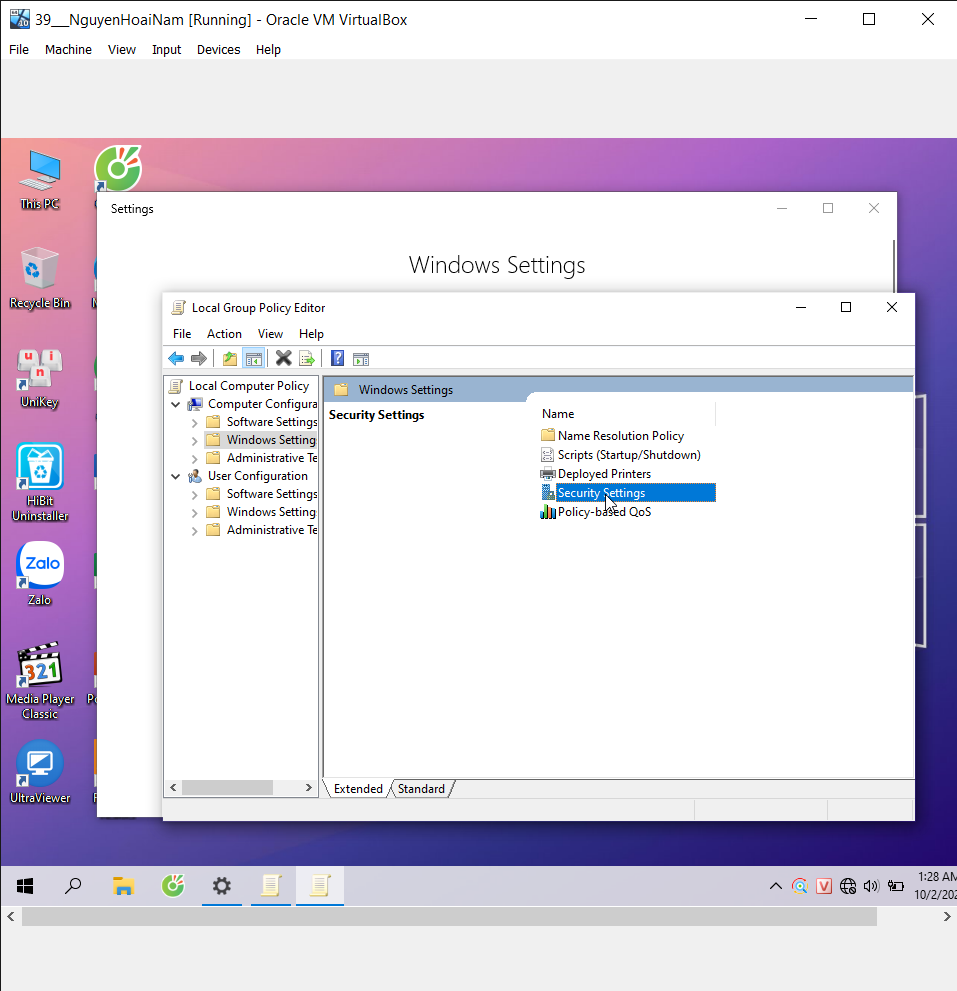 39___NguyenHoaiNam [Running] - Oracle VM VirtualBox
File Machine View Input Devices Help
This PC
Recycle Bin
UniKey
HiBit
Uninstaller
Zalo
Zalo
321
Media Player
Classic
UltraViewer
Settings
Windows Settings
Local Group Policy Editor
File Action View Help
Local Computer Policy
Computer Configura
Software Settings
Windows Setting
Administrative Te
User Configuration
Software Settings
Windows Setting
Administrative Te
Windows Settings
Security Settings
Name
Name Resolution Policy
Scripts (Startup/Shutdown)
Deployed Printers
Security Settings
Policy-based QoS
Extended Standard
V
1:28 AM
10/2/202